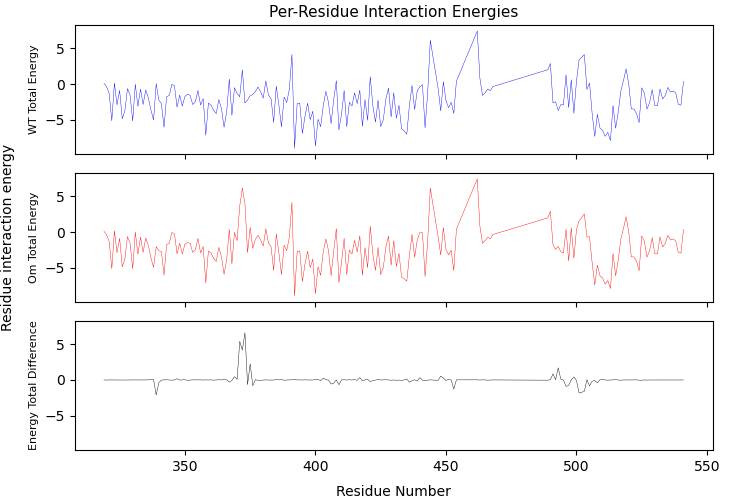 Per-Residue Interaction Energies
Residue interaction energy
WT Total Energy
5
0
−5
Om Total Energy
5
0
−5
Energy Total Difference
5
0
−5
350 400 450 500 550
Residue Number